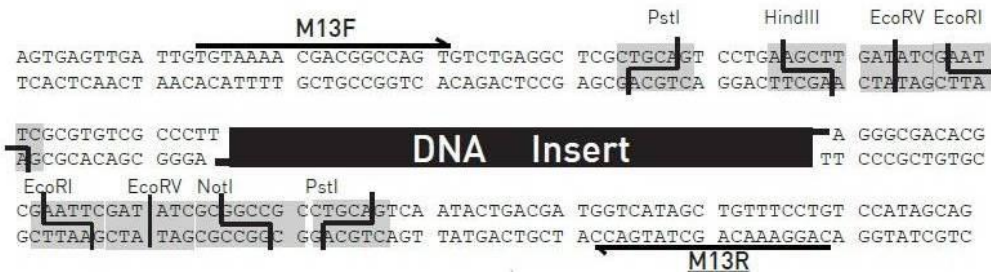 M13F PstI HindIII EcoRV EcoRI
AGTGAGTTGA TTGTGTAAAA CGACGGCCAG TGTCTGAGGC TCGCTGCAGT CCTGAAGCTT GATATCGAAT
TCACTCAACT AACACATTTT GCTGCCGGTC ACAGACTCCG AGCGACGTCA GGACTTCGAA CTATAGCTTA
TCGCGTGTCG CCCTT DNA Insert A GGGCGACACG
AGCGCACAGC GGGA TT CCCGCTGTGC
EcoRI EcoRV NotI PstI
CGAATTCGAT ATCGCGGCCG CCTGCAGTCA ATACTGACGA TGGTCATAGC TGTTTCCTGT CCATAGCAG
GCTTAAGCTA TAGCGCCGGC GGACGTCAGT TATGACTGCT ACCAGTATCG ACAAAGGACA GGTATCGTC
M13R